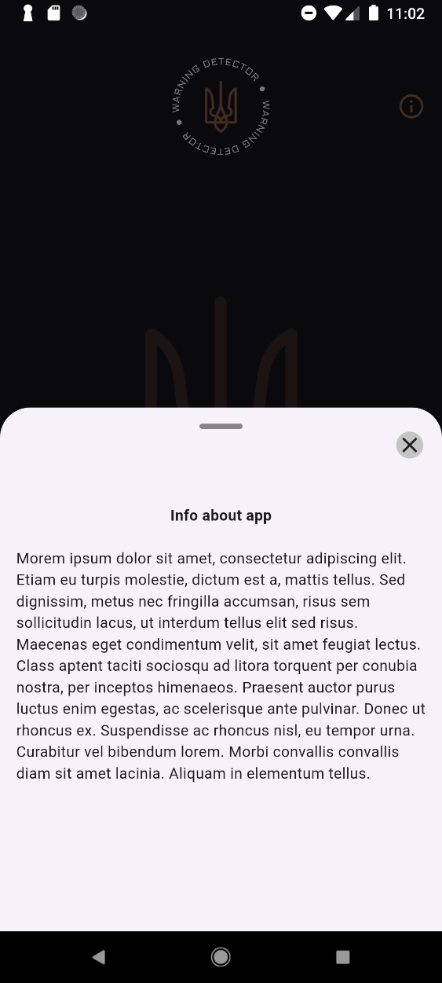 11:02
WARNING DETECTOR
WARNING DETECTOR
Info about app
Morem ipsum dolor sit amet, consectetur adipiscing elit.
Etiam eu turpis molestie, dictum est a, mattis tellus. Sed
dignissim, metus nec fringilla accumsan, risus sem
sollicitudin lacus, ut interdum tellus elit sed risus.
Maecenas eget condimentum velit, sit amet feugiat lectus.
Class aptent taciti sociosqu ad litora torquent per conubia
nostra, per inceptos himenaeos. Praesent auctor purus
luctus enim egestas, ac scelerisque ante pulvinar. Donec ut
rhoncus ex. Suspendisse ac rhoncus nisl, eu tempor urna.
Curabitur vel bibendum lorem. Morbi convallis convallis
diam sit amet lacinia. Aliquam in elementum tellus.